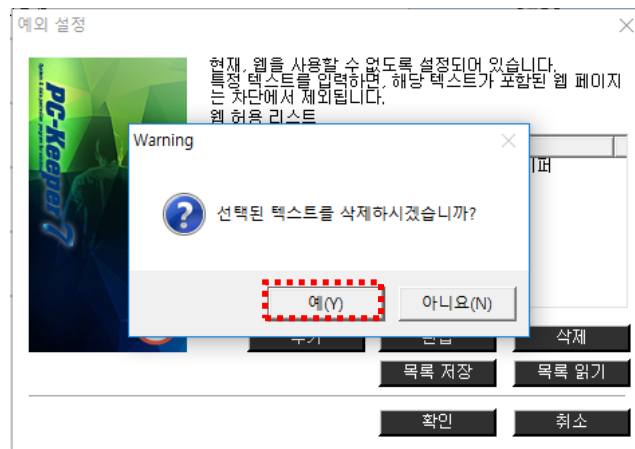 예외 설정
현재, 웹을 사용할 수 없도록 설정되어 있습니다.
특정 텍스트를 입력하면, 해당 텍스트가 포함된 웹 페이지
는 차단에서 제외됩니다.
웹 허용 리스트
PC-Keeper 7
Warning
선택된 텍스트를 삭제하시겠습니까?
예(Y)
아니요(N)
삭제
목록 저장
목록 읽기
확인
취소